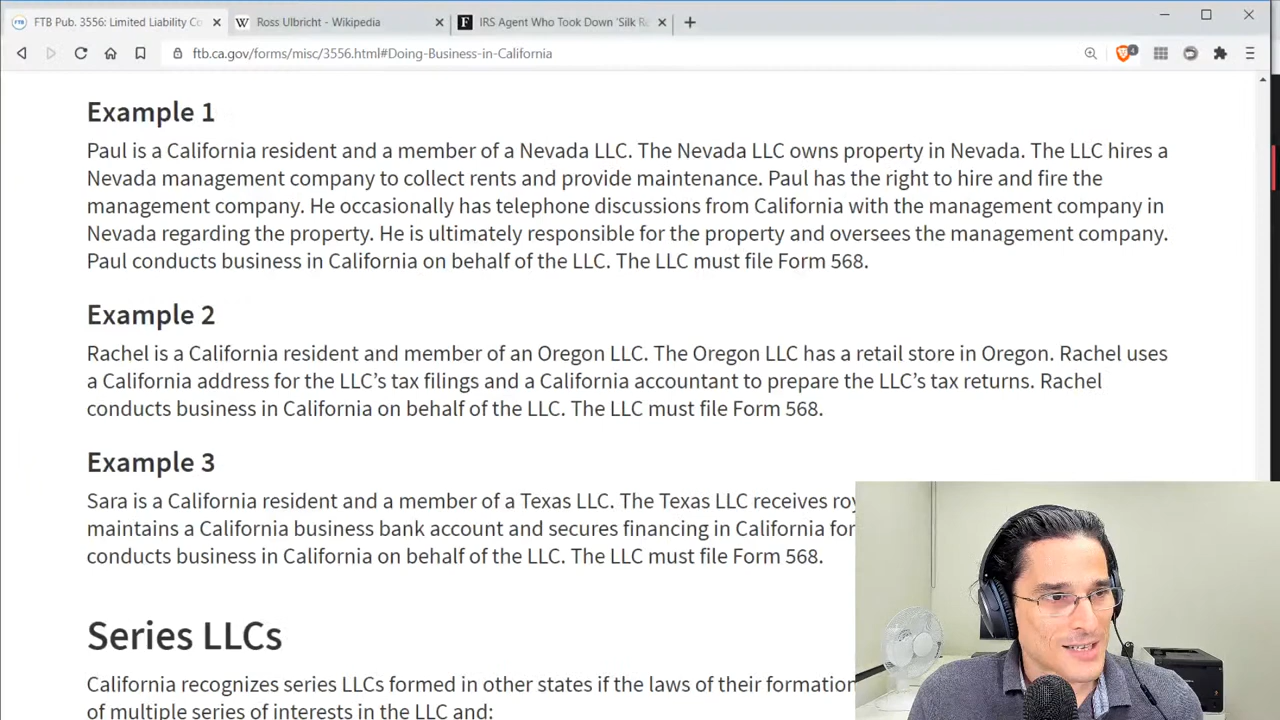 FTB Pub. 3556: Limited Liability Co
Ross Ulbricht - Wikipedia
IRS Agent Who Took Down 'Silk Ro
ftb.ca.gov/forms/misc/3556.html#Doing-Business-in-California
4
Example 1
Paul is a California resident and a member of a Nevada LLC. The Nevada LLC owns property in Nevada. The LLC hires a
Nevada management company to collect rents and provide maintenance. Paul has the right to hire and fire the
management company. He occasionally has telephone discussions from California with the management company in
Nevada regarding the property. He is ultimately responsible for the property and oversees the management company.
Paul conducts business in California on behalf of the LLC. The LLC must file Form 568.
Example 2
Rachel is a California resident and member of an Oregon LLC. The Oregon LLC has a retail store in Oregon. Rachel uses
a California address for the LLC’s tax filings and a California accountant to prepare the LLC’s tax returns. Rachel
conducts business in California on behalf of the LLC. The LLC must file Form 568.
Example 3
Sara is a California resident and a member of a Texas LLC. The Texas LLC receives roy
maintains a California business bank account and secures financing in California for
conducts business in California on behalf of the LLC. The LLC must file Form 568.
Series LLCs
California recognizes series LLCs formed in other states if the laws of their formation
of multiple series of interests in the LLC and: